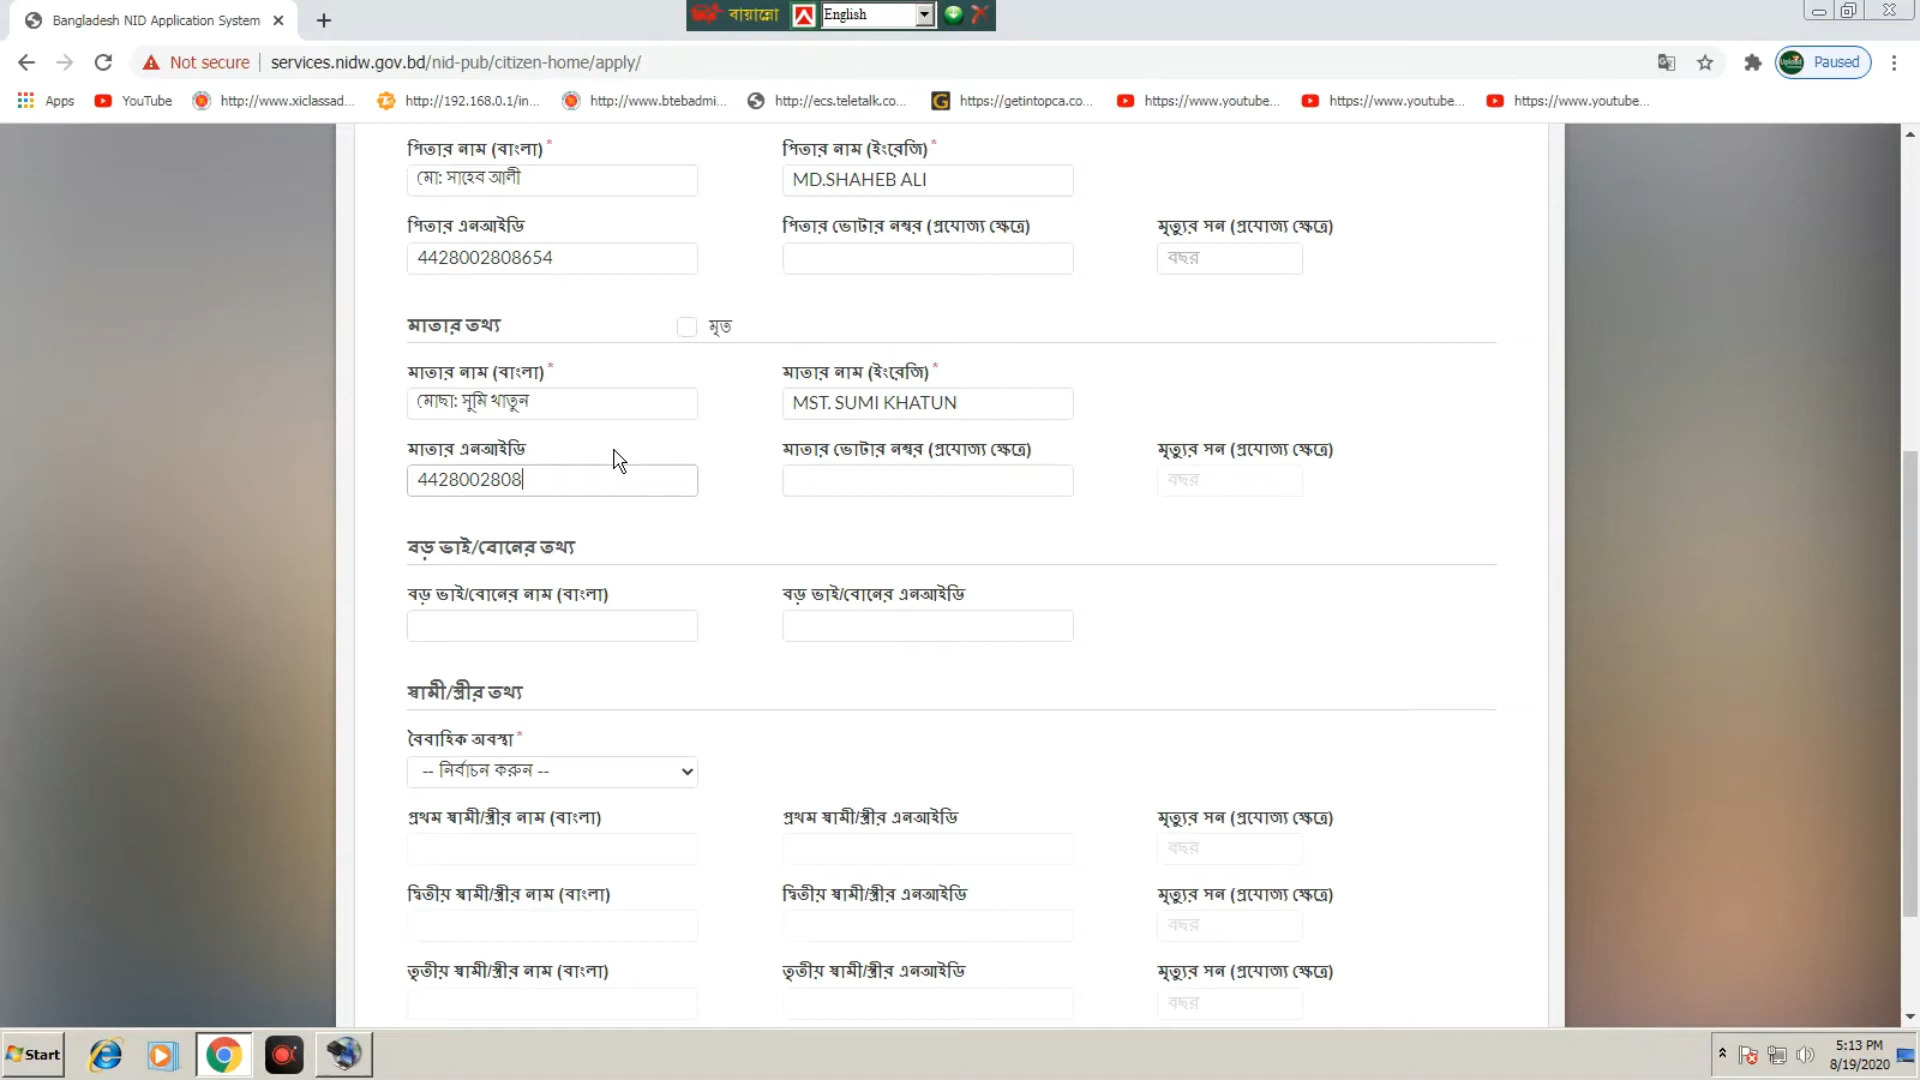 Bangladesh NID Application System
বায়ান্নো English
Not secure services.nidw.gov.bd/nid-pub/citizen-home/apply/ Paused
Apps YouTube http://www.xiclassad... http://192.168.0.1/in... http://www.btebadmi... http://ecs.teletalk.co... https://getintopca.co... https://www.youtube... https://www.youtube... https://www.youtube...
পিতার নাম (বাংলা) * পিতার নাম (ইংরেজি) *
মো: সাহেব আলী MD.SHAHEB ALI
পিতার এনআইডি পিতার ভোটার নম্বর (প্রযোজ্য ক্ষেত্রে) মৃত্যুর সন (প্রযোজ্য ক্ষেত্রে)
4428002808654 বছর
মাতার তথ্য মৃত
মাতার নাম (বাংলা) * মাতার নাম (ইংরেজি) *
মোছা: সুমি খাতুন MST. SUMI KHATUN
মাতার এনআইডি মাতার ভোটার নম্বর (প্রযোজ্য ক্ষেত্রে) মৃত্যুর সন (প্রযোজ্য ক্ষেত্রে)
4428002808 বছর
বড় ভাই/বোনের তথ্য
বড় ভাই/বোনের নাম (বাংলা) বড় ভাই/বোনের এনআইডি
স্বামী/স্ত্রীর তথ্য
বৈবাহিক অবস্থা *
-- নির্বাচন করুন --
প্রথম স্বামী/স্ত্রীর নাম (বাংলা) প্রথম স্বামী/স্ত্রীর এনআইডি মৃত্যুর সন (প্রযোজ্য ক্ষেত্রে)
বছর
দ্বিতীয় স্বামী/স্ত্রীর নাম (বাংলা) দ্বিতীয় স্বামী/স্ত্রীর এনআইডি মৃত্যুর সন (প্রযোজ্য ক্ষেত্রে)
বছর
তৃতীয় স্বামী/স্ত্রীর নাম (বাংলা) তৃতীয় স্বামী/স্ত্রীর এনআইডি মৃত্যুর সন (প্রযোজ্য ক্ষেত্রে)
বছর
Start 5:13 PM
8/19/2020